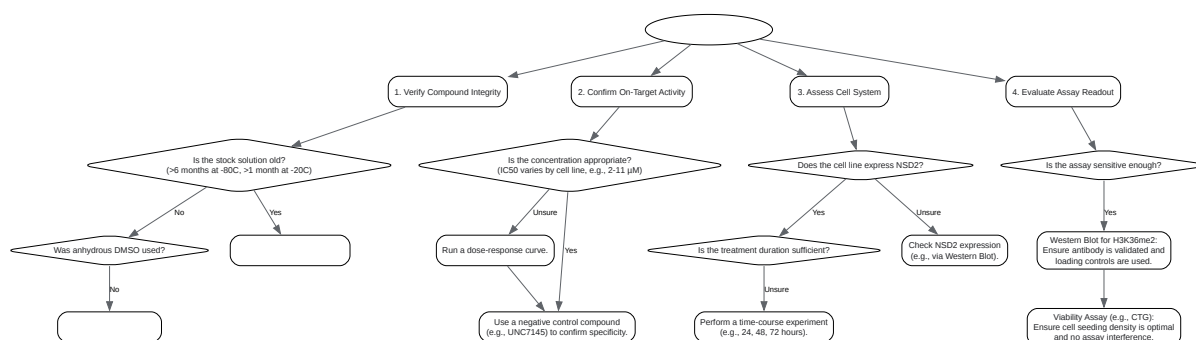 1. Verify Compound Integrity
2. Confirm On-Target Activity
3. Assess Cell System
4. Evaluate Assay Readout
Is the stock solution old?
(>6 months at -80C, >1 month at -20C)
Is the concentration appropriate?
(IC50 varies by cell line, e.g., 2-11 µM)
Does the cell line express NSD2?
Is the assay sensitive enough?
No
Yes
Unsure
Yes
Yes
Unsure
Yes
Was anhydrous DMSO used?
Run a dose-response curve.
Is the treatment duration sufficient?
Check NSD2 expression
(e.g., via Western Blot).
Western Blot for H3K36me2:
Ensure antibody is validated and
loading controls are used.
No
Unsure
Use a negative control compound
(e.g., UNC7145) to confirm specificity.
Perform a time-course experiment
(e.g., 24, 48, 72 hours).
Viability Assay (e.g., CTG):
Ensure cell seeding density is optimal
and no assay interference.